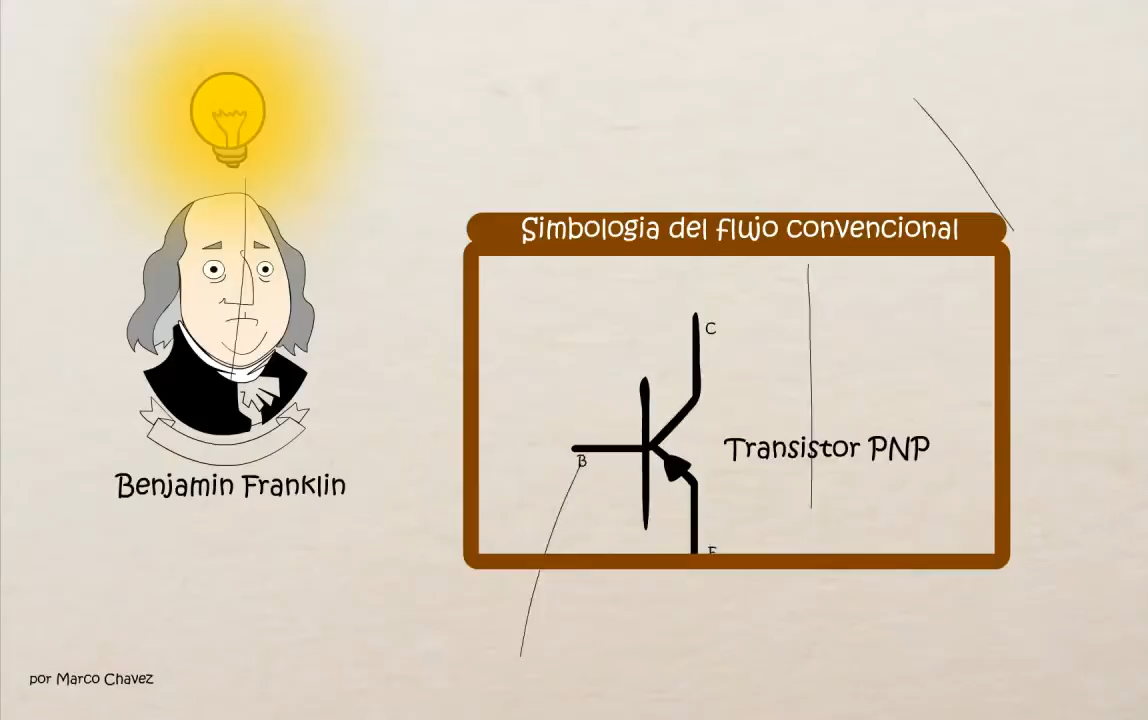 Simbologia del flujo convencional
C
B
Transistor PNP
E
Benjamin Franklin
por Marco Chavez